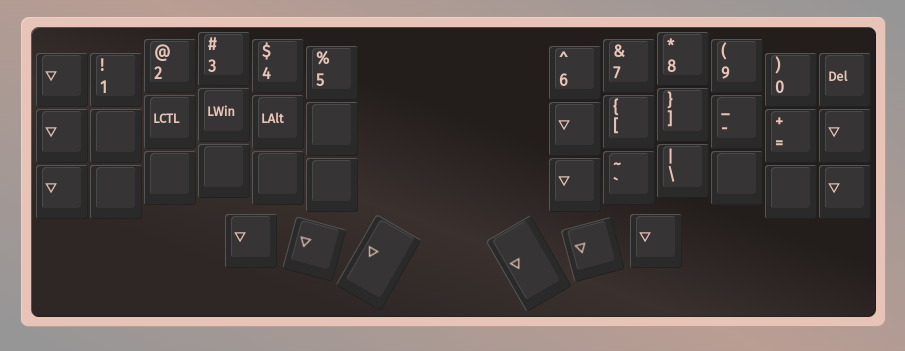 ! @ # $ %
1 2 3 4 5
^ & * ( ) Del
6 7 8 9 0
LCTL LWin LAlt
{ } _ +
[ ] - =
~ |
` \